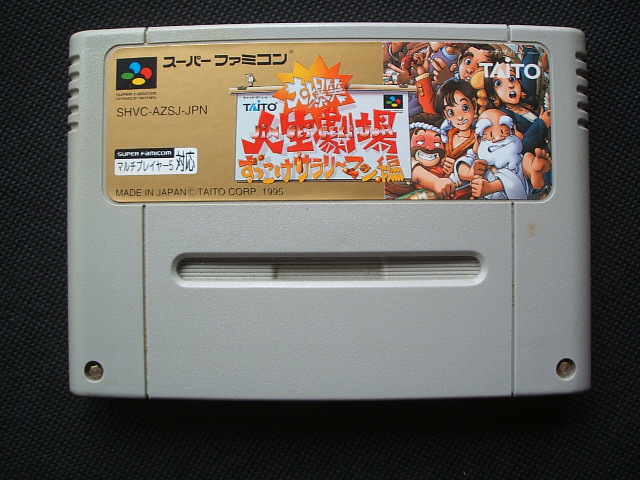 スーパーファミコン
SUPER FAMICOM
SHVC-AZSJ-JPN
SUPER FAMICOM
マルチプレイヤー5
対応
MADE IN JAPAN Ⓒ TAITO CORP. 1995
TAITO
大爆笑
人生劇場
ずっこけサラリーマン編
TAITO